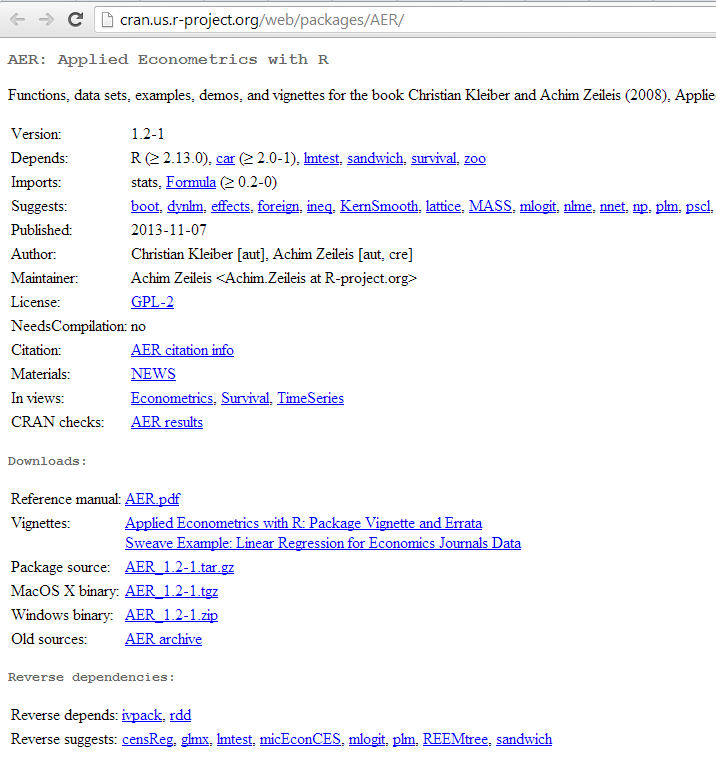 cran.us.r-project.org/web/packages/AER/
AER: Applied Econometrics with R
Functions, data sets, examples, demos, and vignettes for the book Christian Kleiber and Achim Zeileis (2008), Applie
Version: 1.2-1
Depends: R (≥ 2.13.0), car (≥ 2.0-1), lmtest, sandwich, survival, zoo
Imports: stats, Formula (≥ 0.2-0)
Suggests: boot, dynlm, effects, foreign, ineq, KernSmooth, lattice, MASS, mlogit, nlme, nnet, np, plm, pscl,
Published: 2013-11-07
Author: Christian Kleiber [aut], Achim Zeileis [aut, cre]
Maintainer: Achim Zeileis <Achim.Zeileis at R-project.org>
License: GPL-2
NeedsCompilation: no
Citation: AER citation info
Materials: NEWS
In views: Econometrics, Survival, TimeSeries
CRAN checks: AER results
Downloads:
Reference manual: AER.pdf
Vignettes: Applied Econometrics with R: Package Vignette and Errata
Sweave Example: Linear Regression for Economics Journals Data
Package source: AER_1.2-1.tar.gz
MacOS X binary: AER_1.2-1.tgz
Windows binary: AER_1.2-1.zip
Old sources: AER archive
Reverse dependencies:
Reverse depends: ivpack, rdd
Reverse suggests: censReg, glmx, lmtest, micEconCES, mlogit, plm, REEMtree, sandwich